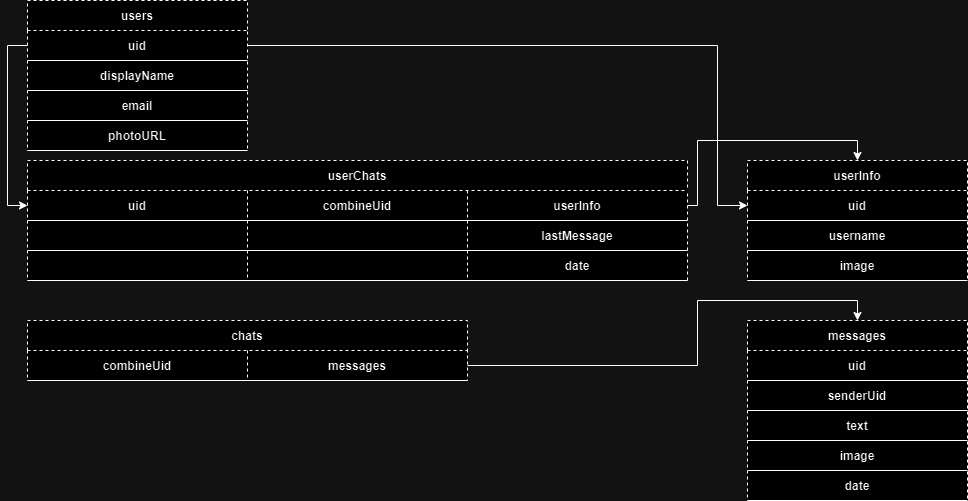 users
uid
displayName
email
photoURL
userChats
uid combineUid userInfo
lastMessage
date
userInfo
uid
username
image
chats
combineUid messages
messages
uid
senderUid
text
image
date